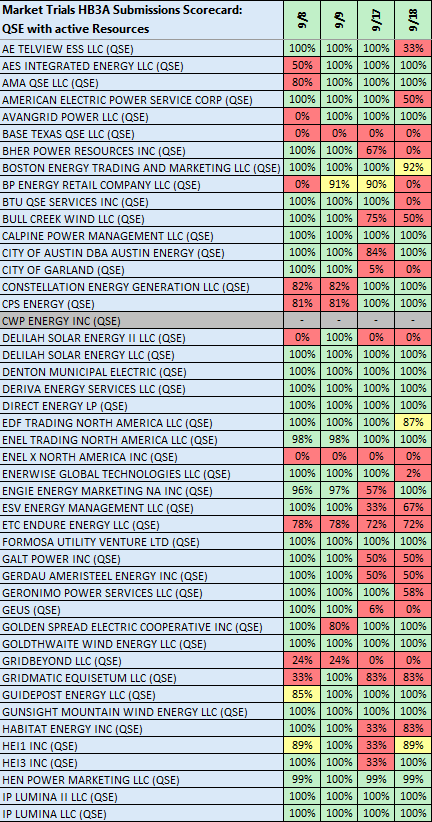 Market Trials HB3A Submissions Scorecard:
QSE with active Resources 9/8 9/9 9/17 9/18
AE TELVIEW ESS LLC (QSE) 100% 100% 100% 33%
AES INTEGRATED ENERGY LLC (QSE) 50% 100% 100% 100%
AMA QSE LLC (QSE) 80% 100% 100% 100%
AMERICAN ELECTRIC POWER SERVICE CORP (QSE) 100% 100% 100% 50%
AVANGRID POWER LLC (QSE) 0% 100% 100% 100%
BASE TEXAS QSE LLC (QSE) 0% 0% 0% 0%
BHER POWER RESOURCES INC (QSE) 100% 100% 67% 100%
BOSTON ENERGY TRADING AND MARKETING LLC (QSE) 100% 100% 100% 92%
BP ENERGY RETAIL COMPANY LLC (QSE) 0% 91% 90% 0%
BTU QSE SERVICES INC (QSE) 100% 100% 100% 100%
BULL CREEK WIND LLC (QSE) 100% 100% 75% 50%
CALPINE POWER MANAGEMENT LLC (QSE) 100% 100% 100% 100%
CITY OF AUSTIN DBA AUSTIN ENERGY (QSE) 100% 100% 84% 100%
CITY OF GARLAND (QSE) 100% 100% 5% 0%
CONSTELLATION ENERGY GENERATION LLC (QSE) 82% 82% 100% 100%
CPS ENERGY (QSE) 81% 81% 100% 100%
CWP ENERGY INC (QSE) - - - -
DELILAH SOLAR ENERGY II LLC (QSE) 0% 100% 0% 0%
DELILAH SOLAR ENERGY LLC (QSE) 100% 100% 100% 100%
DENTON MUNICIPAL ELECTRIC (QSE) 100% 100% 100% 100%
DERIVA ENERGY SERVICES LLC (QSE) 100% 100% 100% 100%
DIRECT ENERGY LP (QSE) 100% 100% 100% 100%
EDF TRADING NORTH AMERICA LLC (QSE) 100% 100% 100% 87%
ENEL TRADING NORTH AMERICA LLC (QSE) 98% 98% 100% 100%
ENEL X NORTH AMERICA INC (QSE) 0% 0% 0% 0%
ENERWISE GLOBAL TECHNOLOGIES LLC (QSE) 100% 100% 100% 2%
ENGIE ENERGY MARKETING NA INC (QSE) 96% 97% 57% 100%
ESV ENERGY MANAGEMENT LLC (QSE) 100% 100% 33% 67%
ETC ENDURE ENERGY LLC (QSE) 78% 78% 72% 72%
FORMOSA UTILITY VENTURE LTD (QSE) 100% 100% 100% 100%
GALT POWER INC (QSE) 100% 100% 50% 50%
GERDAU AMERISTEEL ENERGY INC (QSE) 100% 100% 50% 50%
GERONIMO POWER SERVICES LLC (QSE) 100% 100% 100% 58%
GEUS (QSE) 100% 100% 6% 0%
GOLDEN SPREAD ELECTRIC COOPERATIVE INC (QSE) 100% 80% 100% 100%
GOLDTHWAITE WIND ENERGY LLC (QSE) 100% 100% 100% 100%
GRIDBEYOND LLC (QSE) 24% 24% 0% 0%
GRIDMATIC EQUISETUM LLC (QSE) 33% 100% 83% 83%
GUIDEPOST ENERGY LLC (QSE) 85% 100% 100% 100%
GUNSIGHT MOUNTAIN WIND ENERGY LLC (QSE) 100% 100% 100% 100%
HABITAT ENERGY INC (QSE) 100% 100% 33% 83%
HEI1 INC (QSE) 89% 100% 33% 89%
HEI3 INC (QSE) 100% 100% 33% 100%
HEN POWER MARKETING LLC (QSE) 99% 100% 99% 99%
IP LUMINA II LLC (QSE) 100% 100% 100% 100%
IP LUMINA LLC (QSE) 100% 100% 100% 100%